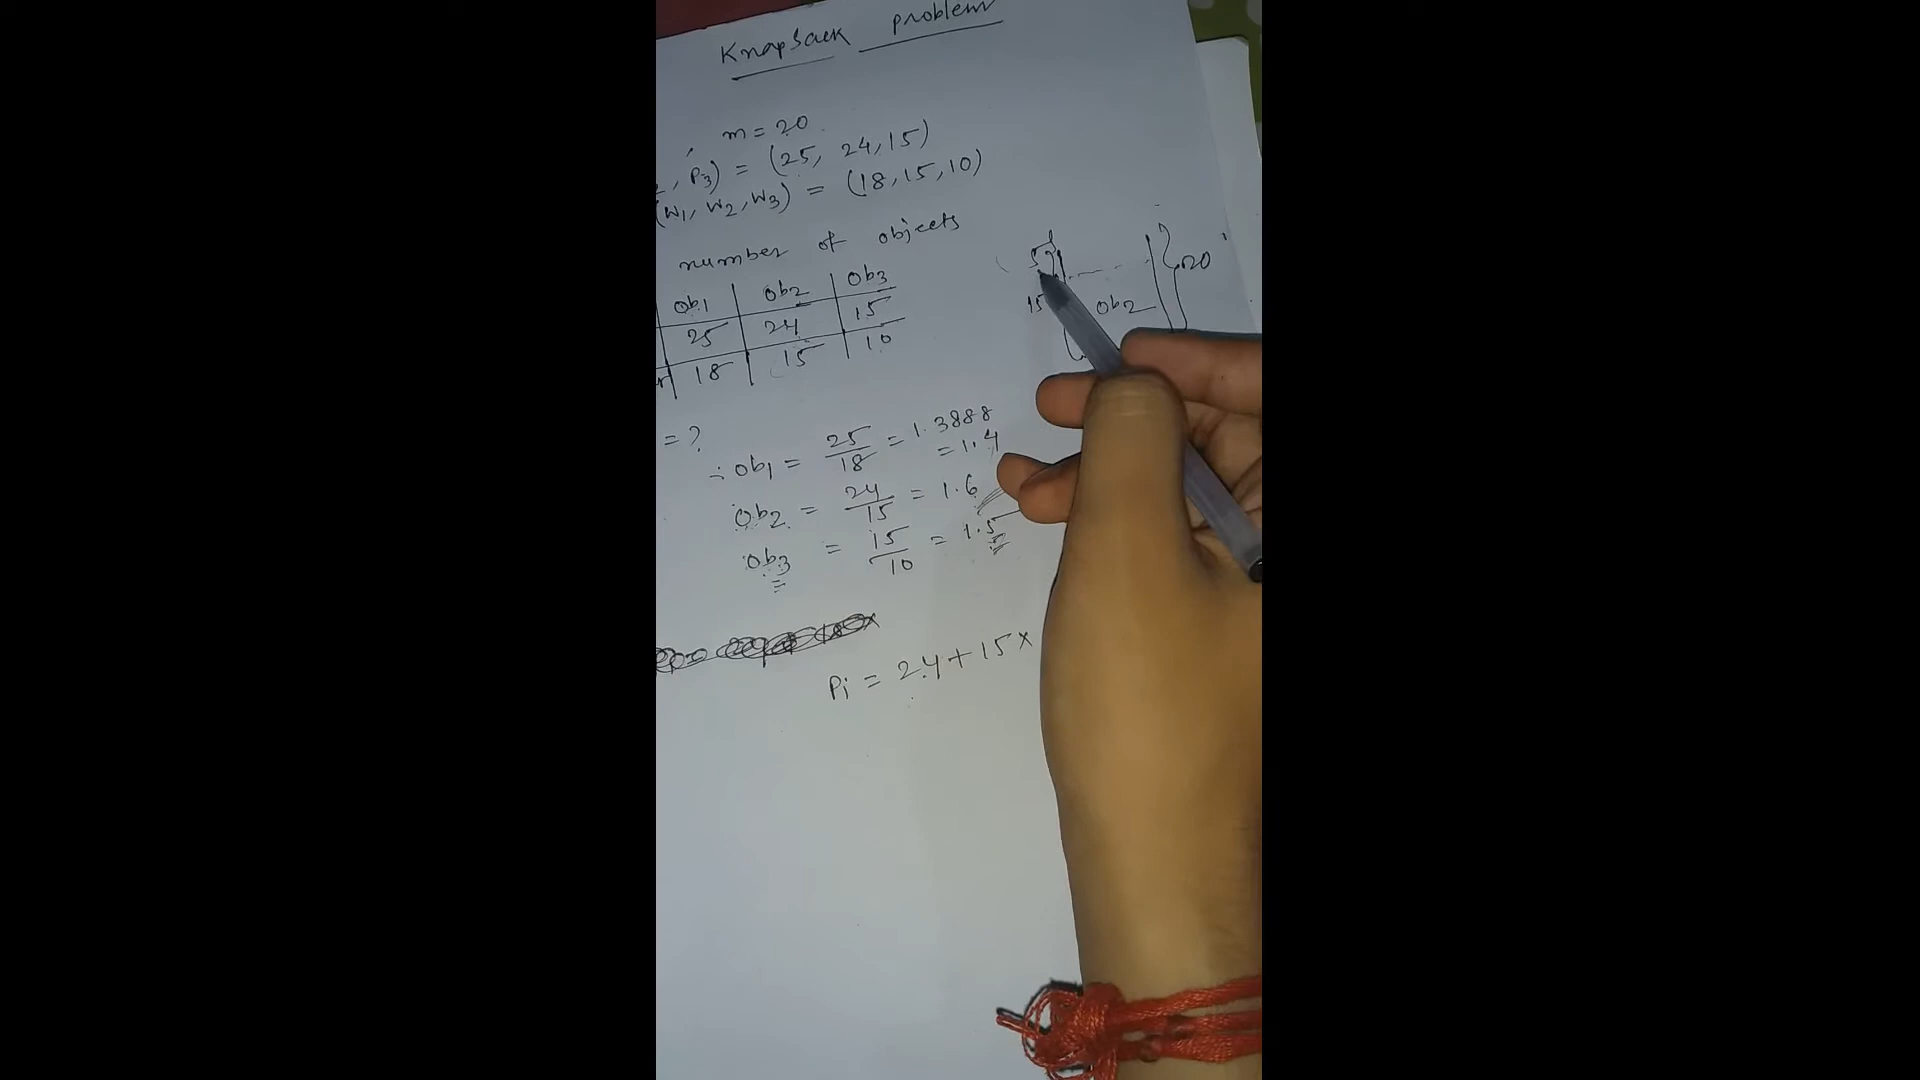 Knapsack problem
m = 20
, P3) = (25, 24, 15)
(W1, W2, W3) = (18, 15, 10)
number of objects
Ob1 Ob2 Ob3
25 24 15
18 15 10
= ?
Ob1 = 25/18 = 1.3888
= 1.4
Ob2 = 24/15 = 1.6
Ob3 = 15/10 = 1.5
Pi = 24 + 15 x
5
20
15 Ob2